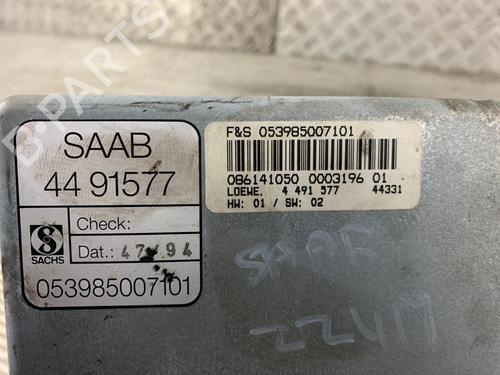 SAAB
44 91577
SACHS
Check:
Dat.: 47/94
053985007101
F&S 053985007101
086141050 0003196 01
LOEWE. 4 491 577 44331
HW: 01 / SW: 02
SAAB
22417
B-PARTS